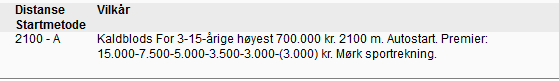 Distanse Vilkår
Startmetode
2100 - A Kaldblods For 3-15-årige høyest 700.000 kr. 2100 m. Autostart. Premier:
15.000-7.500-5.000-3.500-3.000-(3.000) kr. Mørk sportrekning.